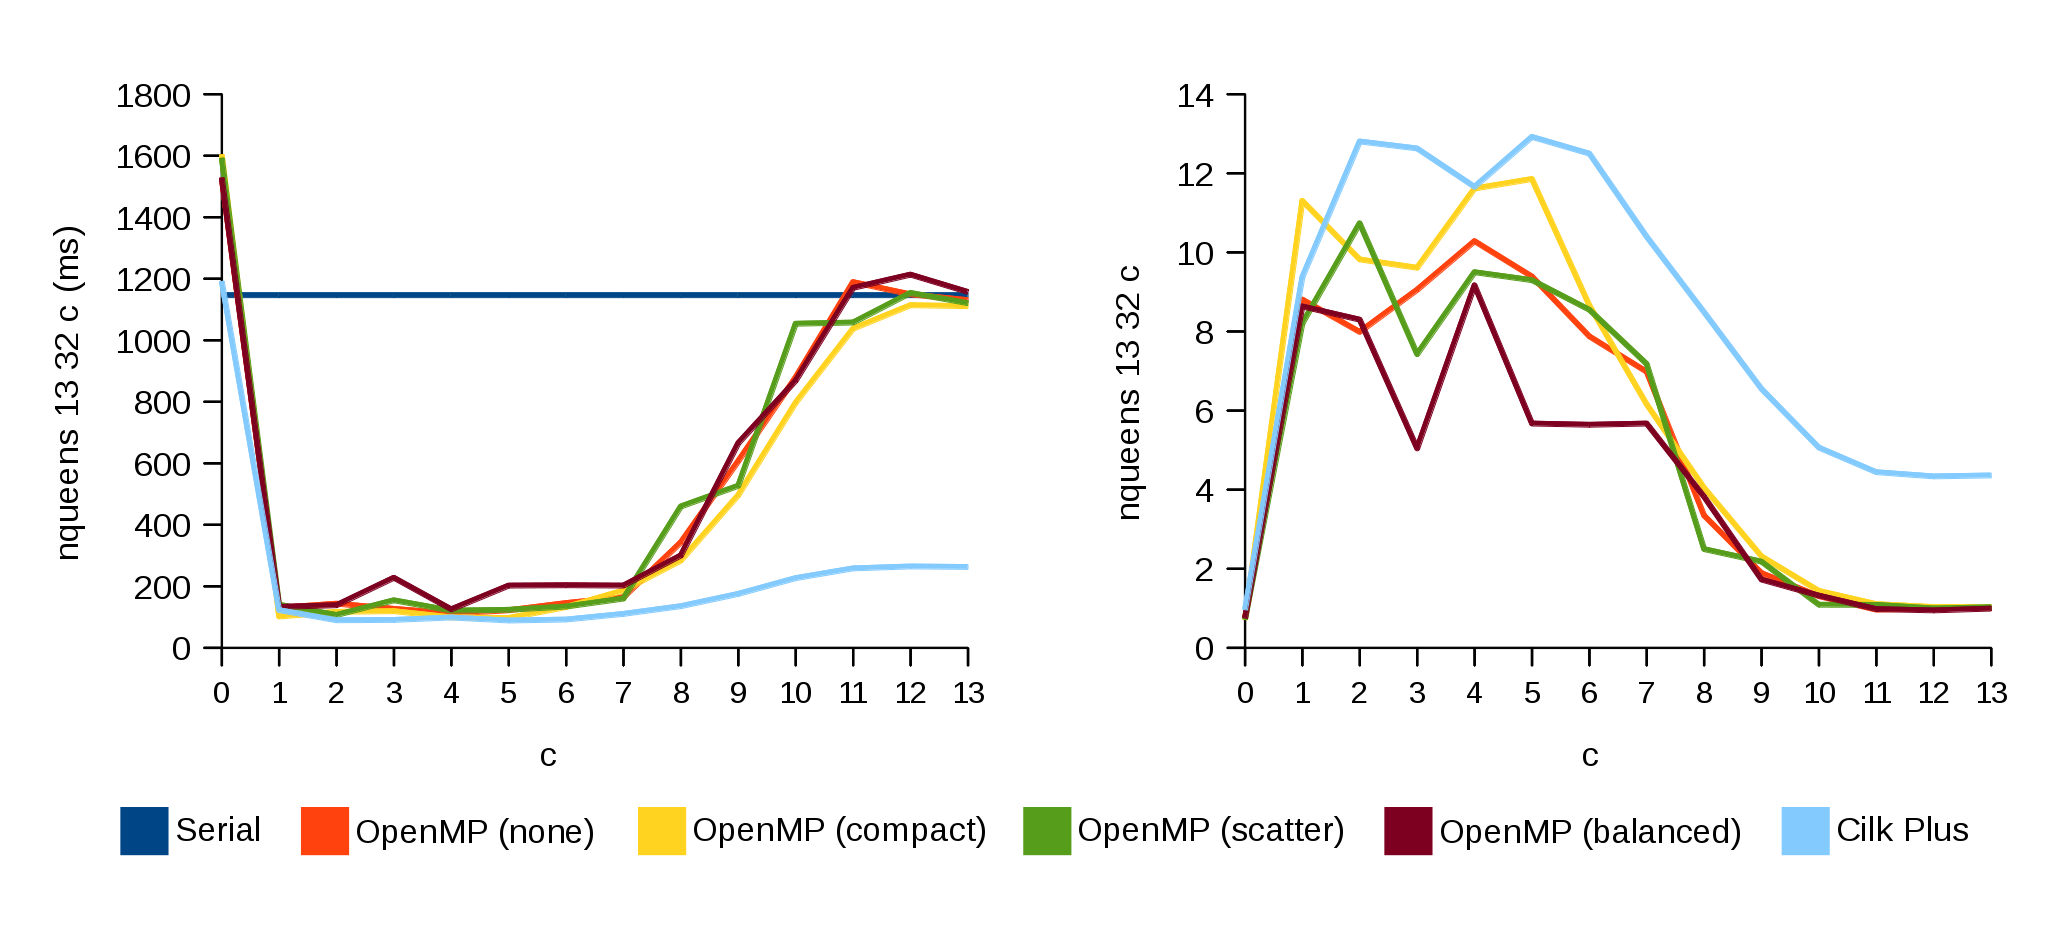 nqueens 13 32 c (ms)
1800
1600
1400
1200
1000
800
600
400
200
0
0 1 2 3 4 5 6 7 8 9 10 11 12 13
c
nqueens 13 32 c
14
12
10
8
6
4
2
0
0 1 2 3 4 5 6 7 8 9 10 11 12 13
c
Serial OpenMP (none) OpenMP (compact) OpenMP (scatter) OpenMP (balanced) Cilk Plus